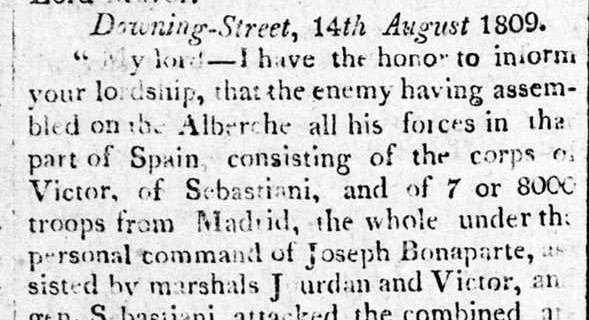 Downing-Street, 14th August 1809.
“ My lord—I have the honor to inform
your lordship, that the enemy having assem-
bled on the Alberche all his forces in tha
part of Spain, consisting of the corps o
Victor, of Sebastiani, and of 7 or 8000
troops from Madrid, the whole under the
personal command of Joseph Bonaparte, as
sisted by marshals Jourdan and Victor, an
gen. Sebastiani attacked the combined ar